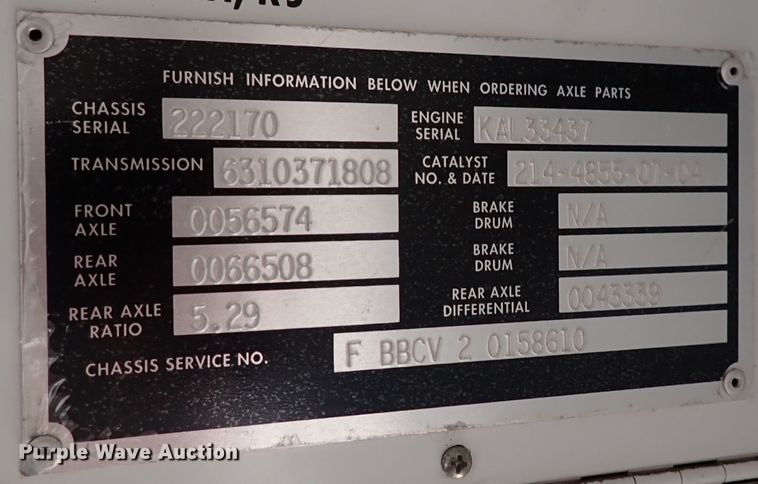 FURNISH INFORMATION BELOW WHEN ORDERING AXLE PARTS
CHASSIS SERIAL 222170 ENGINE SERIAL KAL33437
TRANSMISSION 6310371808 CATALYST NO. & DATE 214-4855-07-04
FRONT AXLE 0056574 BRAKE DRUM N/A
REAR AXLE 0066508 BRAKE DRUM N/A
REAR AXLE RATIO 5.29 REAR AXLE DIFFERENTIAL 0043339
CHASSIS SERVICE NO. F BBCV 2 0158610
Purple Wave Auction